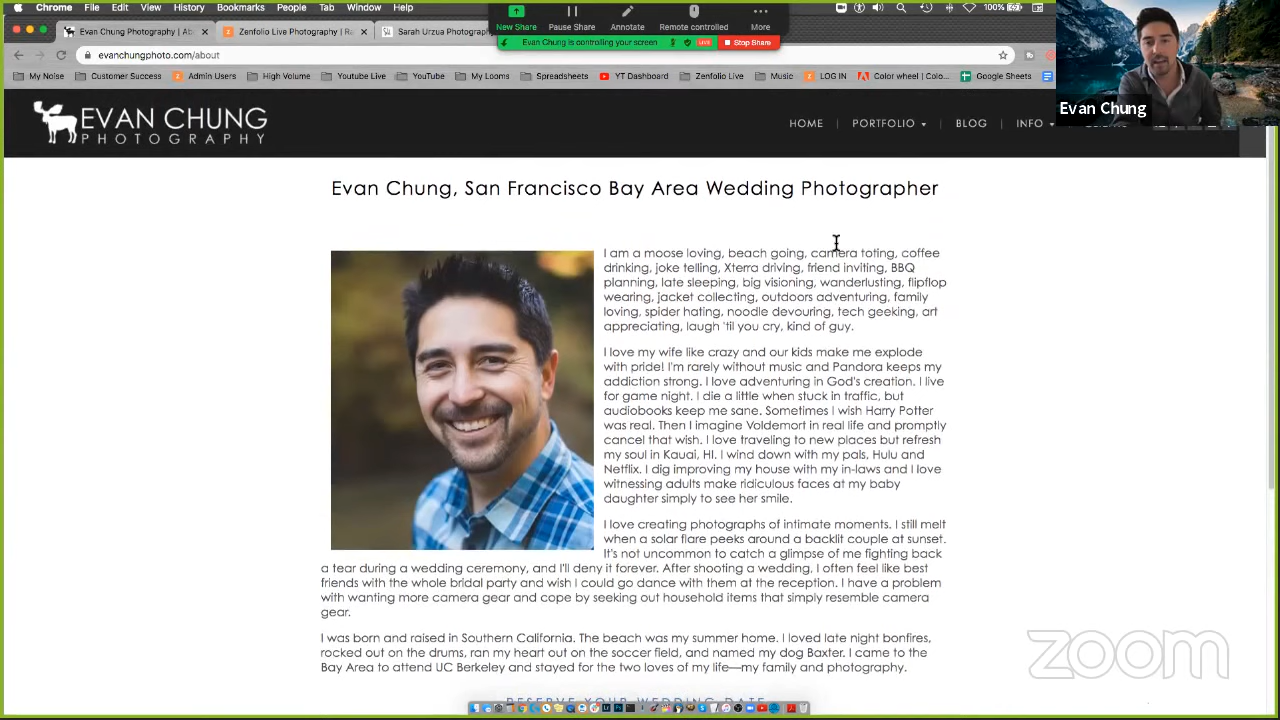 Chrome File Edit View History Bookmarks People Tab Window Help
100%
New Share Pause Share Annotate Remote controlled More
Evan Chung is controlling your screen LIVE Stop Share
Evan Chung Photography | Ab
Zenfolio Live Photography | R
Sarah Urzua Photograp
evanchungphoto.com/about
My Noise Customer Success Admin Users High Volume Youtube Live YouTube My Looms Spreadsheets YT Dashboard Zenfolio Live Music LOG IN Color wheel | Colo... Google Sheets
Evan Chung
EVAN CHUNG
PHOTOGRAPHY
HOME | PORTFOLIO | BLOG | INFO
Evan Chung, San Francisco Bay Area Wedding Photographer
I am a moose loving, beach going, camera toting, coffee
drinking, joke telling, Xterra driving, friend inviting, BBQ
planning, late sleeping, big visioning, wanderlusting, flipflop
wearing, jacket collecting, outdoors adventuring, family
loving, spider hating, noodle devouring, tech geeking, art
appreciating, laugh 'til you cry, kind of guy.
I love my wife like crazy and our kids make me explode
with pride! I'm rarely without music and Pandora keeps my
addiction strong. I love adventuring in God's creation. I live
for game night. I die a little when stuck in traffic, but
audiobooks keep me sane. Sometimes I wish Harry Potter
was real. Then I imagine Voldemort in real life and promptly
cancel that wish. I love traveling to new places but refresh
my soul in Kauai, HI. I wind down with my pals, Hulu and
Netflix. I dig improving my house with my in-laws and I love
witnessing adults make ridiculous faces at my baby
daughter simply to see her smile.
I love creating photographs of intimate moments. I still melt
when a solar flare peeks around a backlit couple at sunset.
It's not uncommon to catch a glimpse of me fighting back
a tear during a wedding ceremony, and I'll deny it forever. After shooting a wedding, I often feel like best
friends with the whole bridal party and wish I could go dance with them at the reception. I have a problem
with wanting more camera gear and cope by seeking out household items that simply resemble camera
gear.
I was born and raised in Southern California. The beach was my summer home. I loved late night bonfires,
rocked out on the drums, ran my heart out on the soccer field, and named my dog Baxter. I came to the
Bay Area to attend UC Berkeley and stayed for the two loves of my life—my family and photography.
RESERVE YOUR WEDDING DATE
zoom